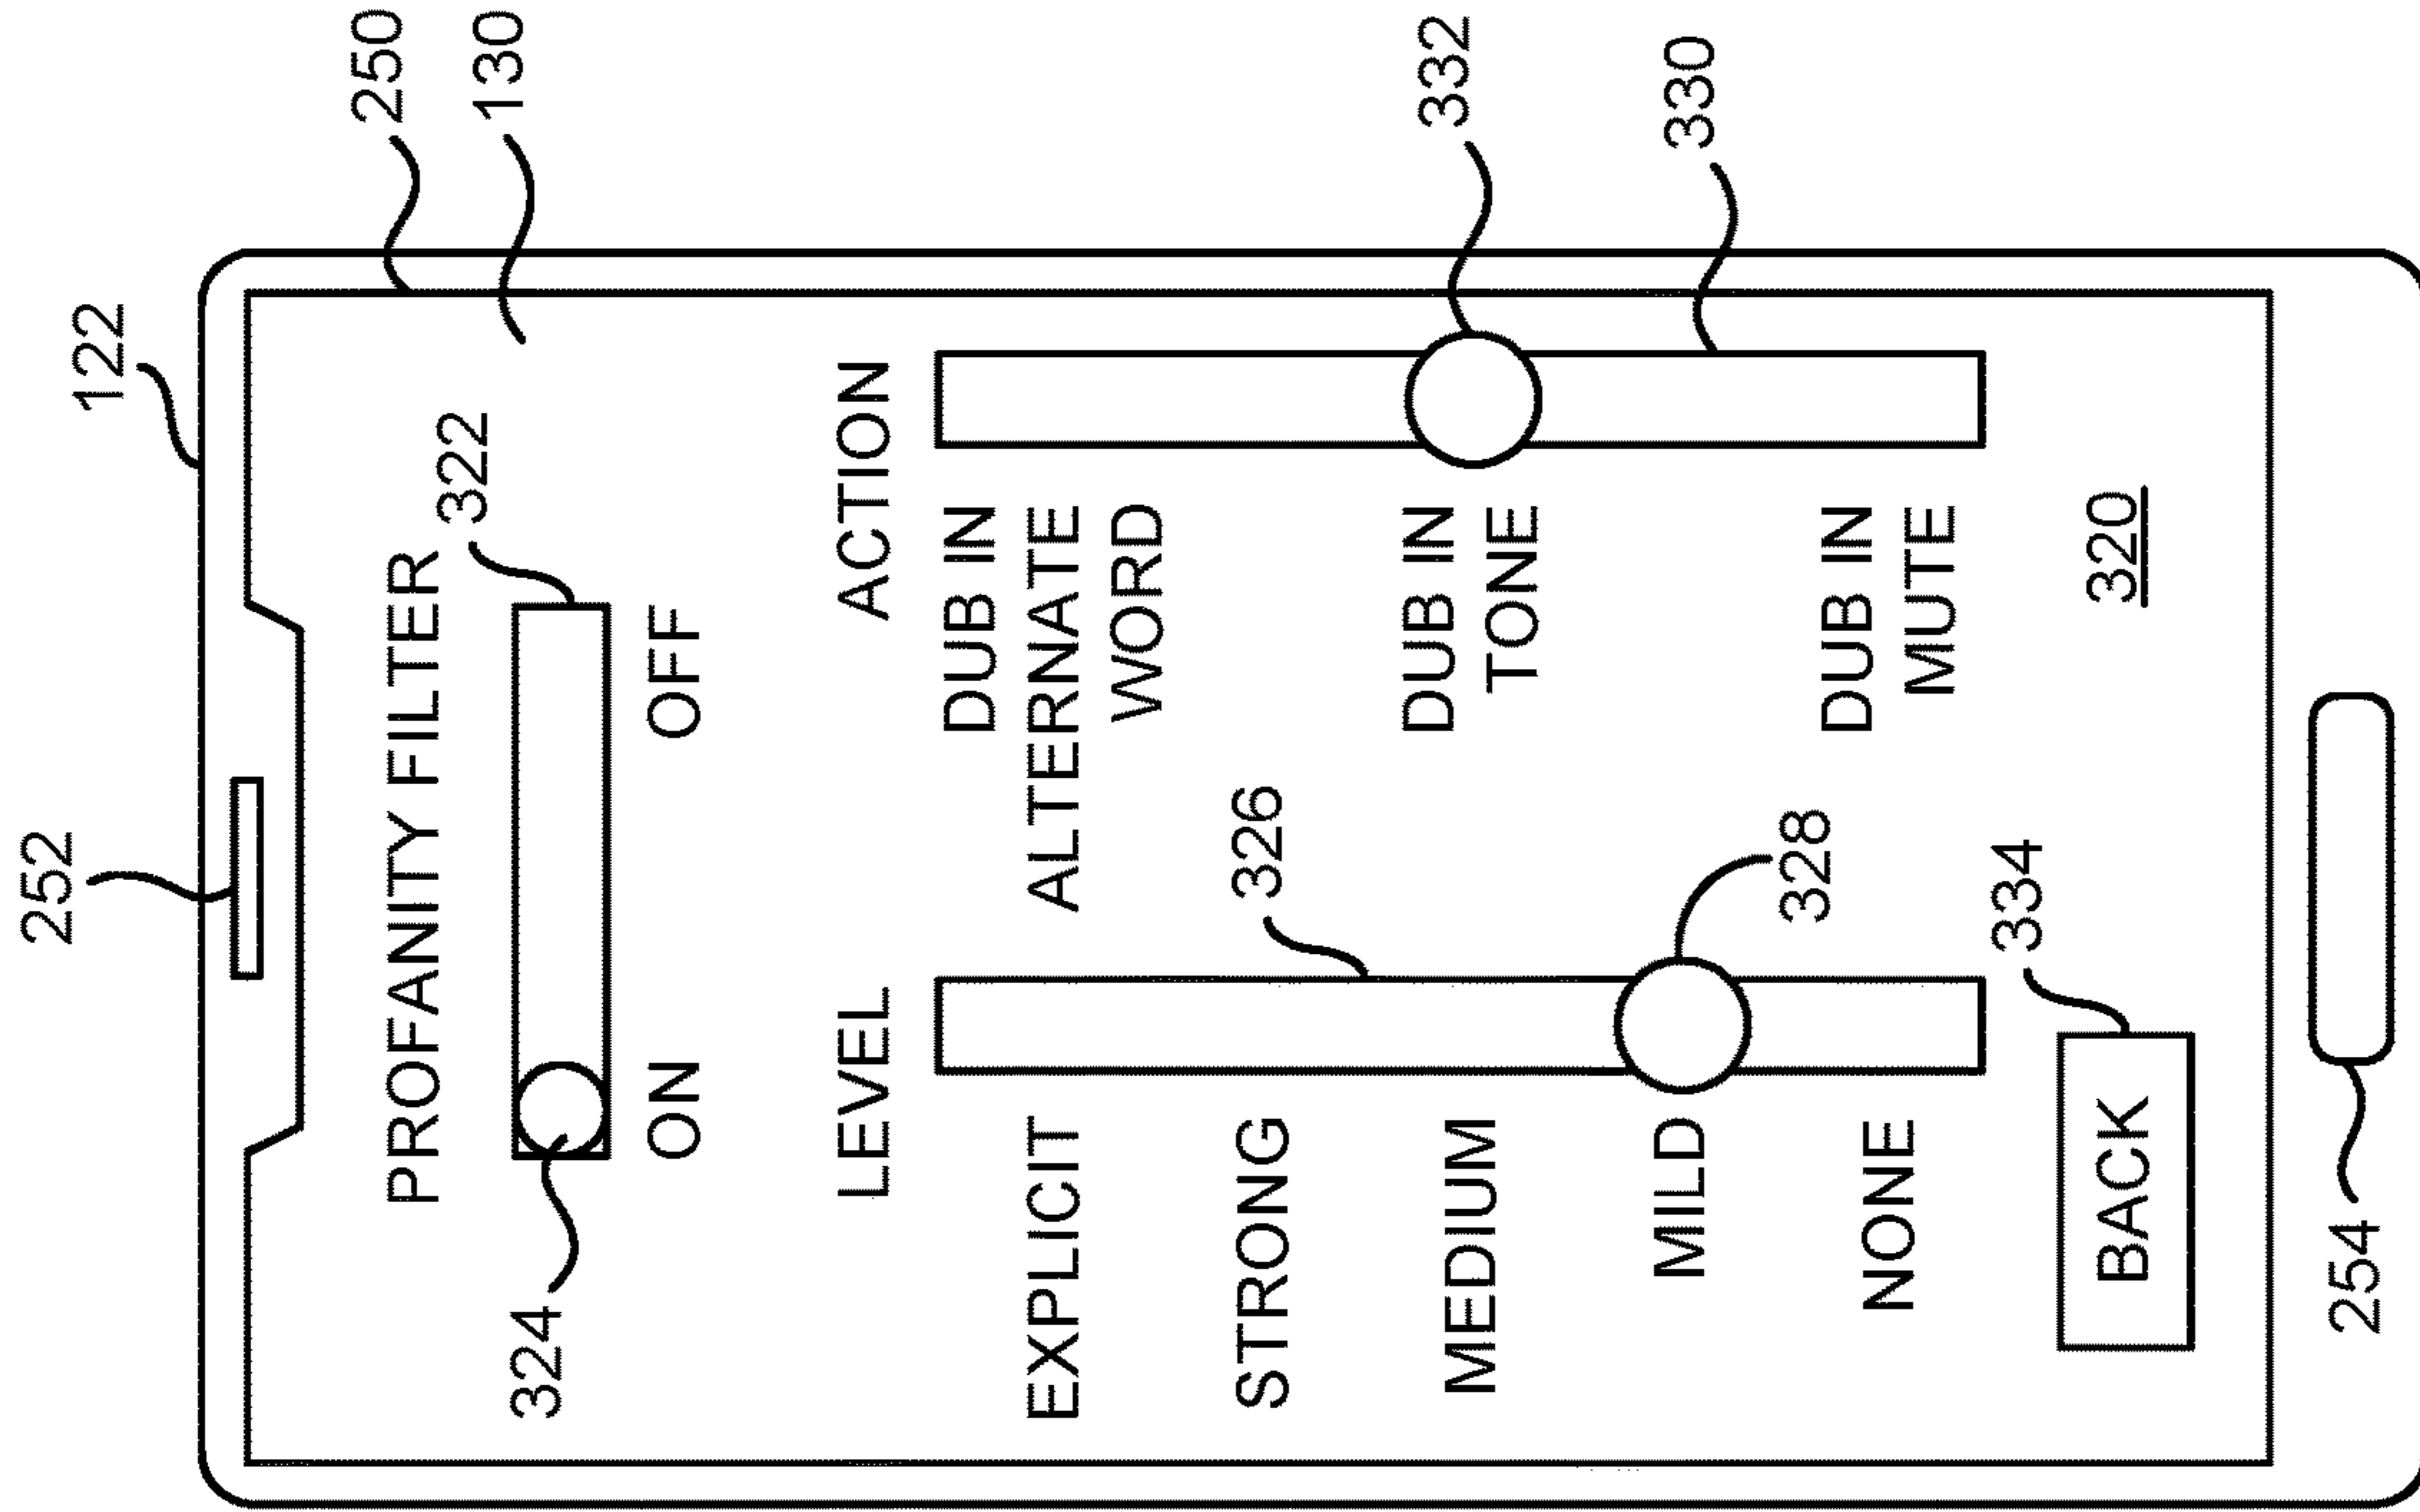 252
122
250
130
PROFANITY FILTER
322
324
ON OFF
LEVEL
EXPLICIT
STRONG
MEDIUM
MILD
NONE
326
328
ACTION
DUB IN
ALTERNATE
WORD
DUB IN
TONE
DUB IN
MUTE
332
330
334
BACK
320
254